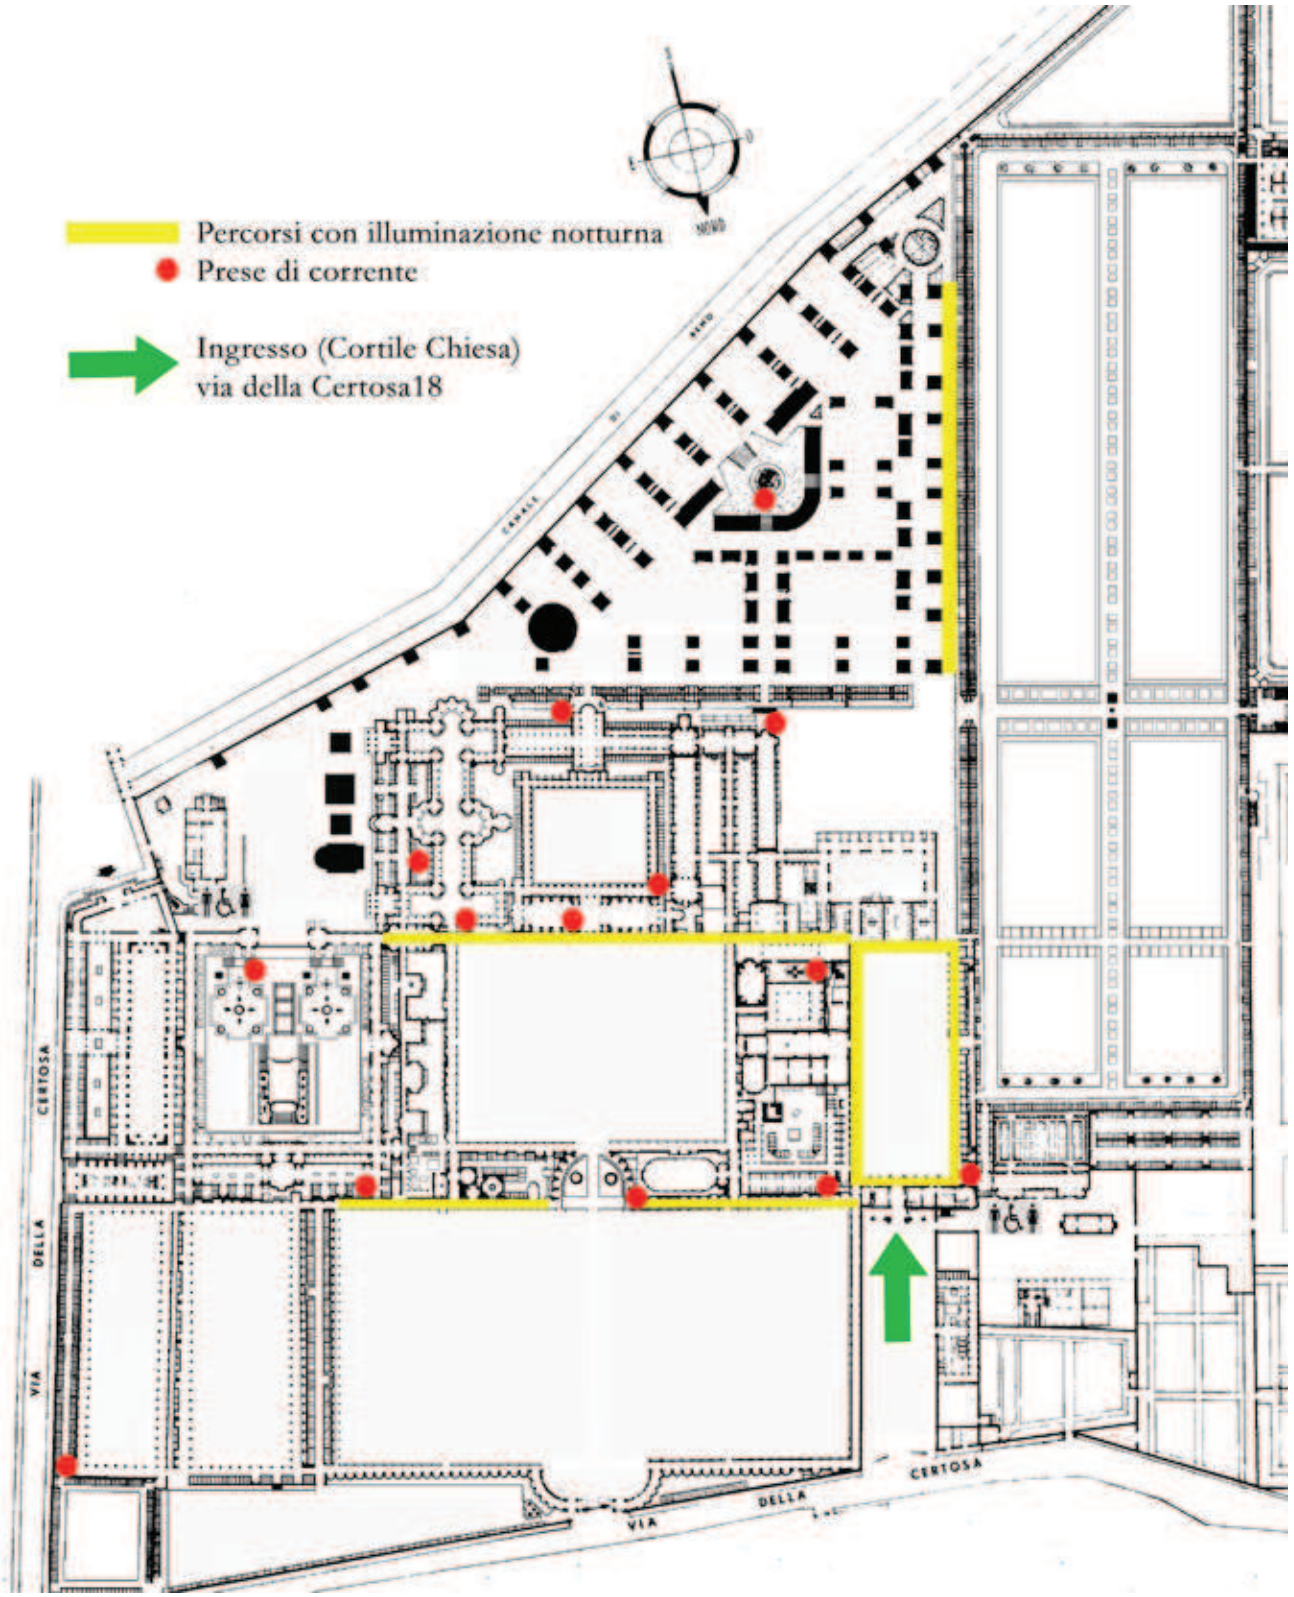 NORD
Percorsi con illuminazione notturna
Prese di corrente
Ingresso (Cortile Chiesa)
via della Certosa18
CANALE DI RENO
VIA DELLA CERTOSA
VIA DELLA CERTOSA